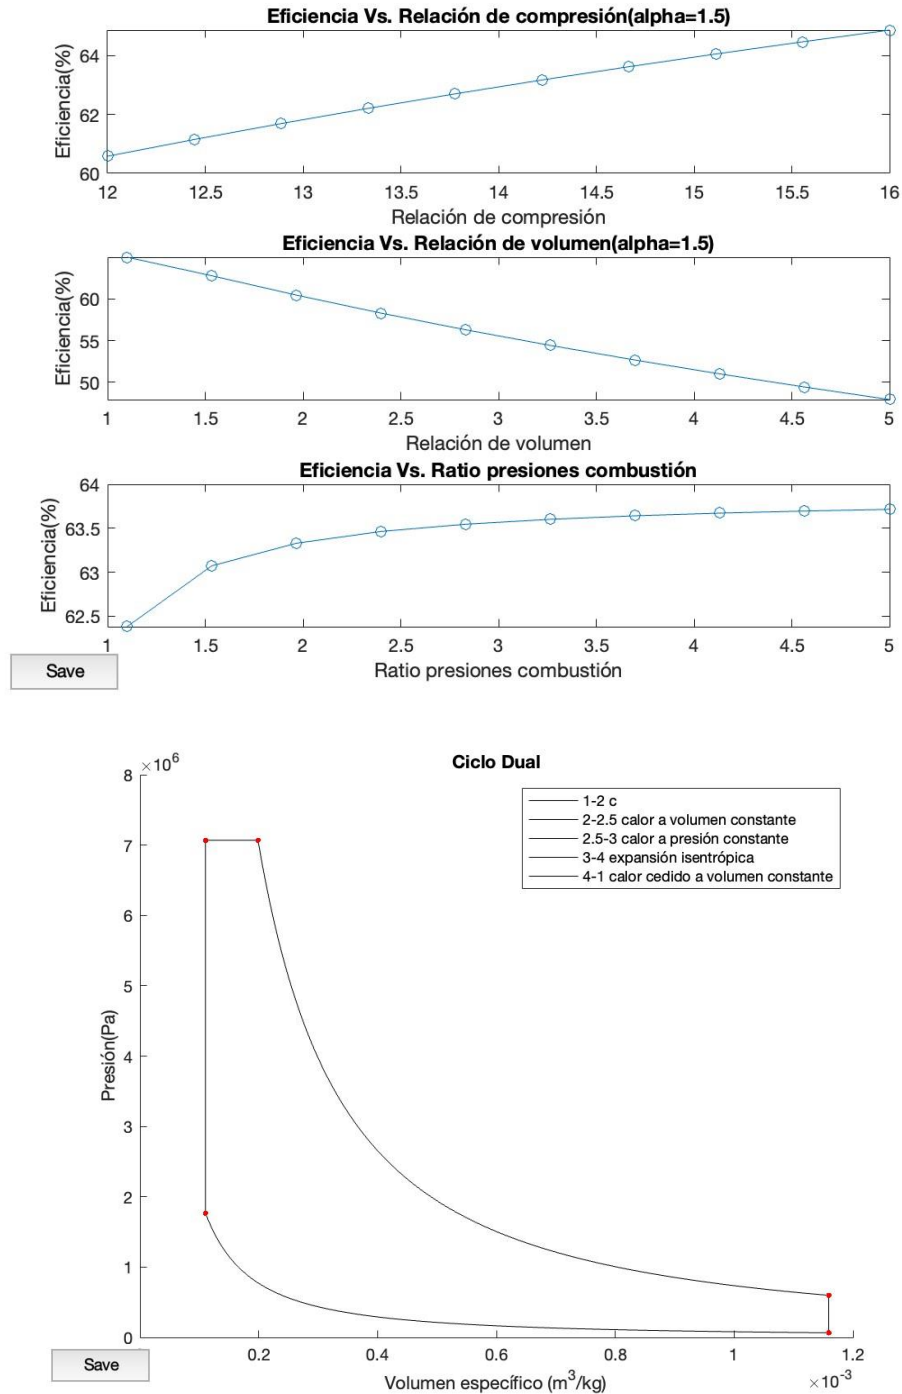 Eficiencia Vs. Relación de compresión(alpha=1.5)
Eficiencia(%)
64
62
60
12 12.5 13 13.5 14 14.5 15 15.5 16
Relación de compresión
Eficiencia Vs. Relación de volumen(alpha=1.5)
Eficiencia(%)
60
55
50
1 1.5 2 2.5 3 3.5 4 4.5 5
Relación de volumen
Eficiencia Vs. Ratio presiones combustión
Eficiencia(%)
64
63.5
63
62.5
1 1.5 2 2.5 3 3.5 4 4.5 5
Ratio presiones combustión
Save
Ciclo Dual
×10⁶
8
7
6
5
4
3
2
1
0
Presión(Pa)
1-2 c
2-2.5 calor a volumen constante
2.5-3 calor a presión constante
3-4 expansión isentrópica
4-1 calor cedido a volumen constante
0.2 0.4 0.6 0.8 1 1.2
Volumen específico (m³/kg)
×10⁻³
Save